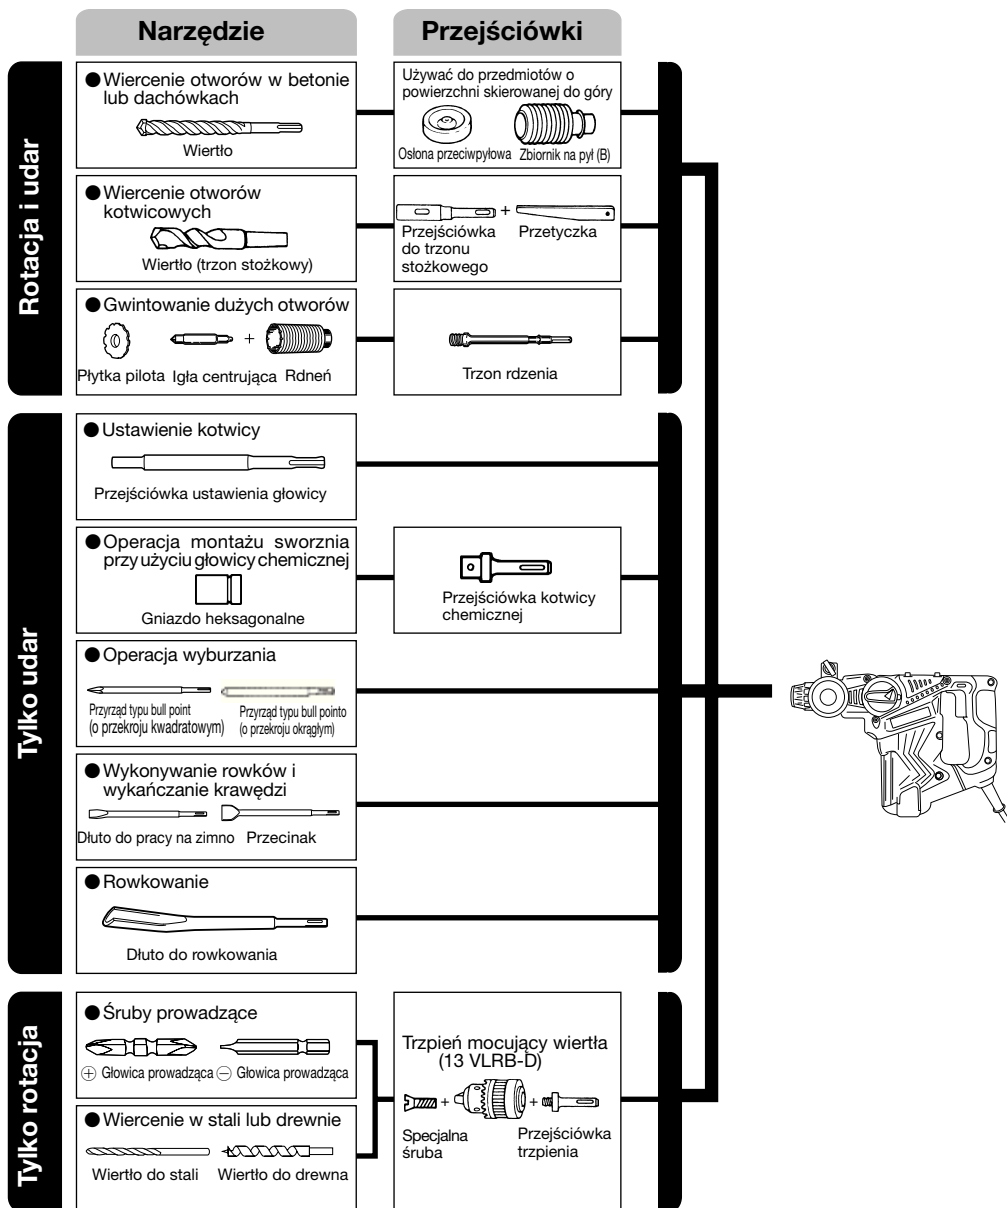 Narzędzie
Przejściówki
Rotacja i udar
● Wiercenie otworów w betonie
lub dachówkach
Wiertło
Używać do przedmiotów o
powierzchni skierowanej do góry
Osłona przeciwpyłowa Zbiornik na pył (B)
● Wiercenie otworów
kotwicowych
Wiertło (trzon stożkowy)
+
Przejściówka
do trzonu
stożkowego
Przetyczka
● Gwintowanie dużych otworów
+
Płytka pilota Igła centrująca Rdneń
Trzon rdzenia
Tylko udar
● Ustawienie kotwicy
Przejściówka ustawienia głowicy
● Operacja montażu sworznia
przy użyciu głowicy chemicznej
Gniazdo heksagonalne
Przejściówka kotwicy
chemicznej
● Operacja wyburzania
Przyrząd typu bull point
(o przekroju kwadratowym)
Przyrząd typu bull pointo
(o przekroju okrągłym)
● Wykonywanie rowków i
wykańczanie krawędzi
Dłuto do pracy na zimno Przecinak
● Rowkowanie
Dłuto do rowkowania
Tylko rotacja
● Śruby prowadzące
⊕ Głowica prowadząca ⊖ Głowica prowadząca
● Wiercenie w stali lub drewnie
Wiertło do stali Wiertło do drewna
Trzpień mocujący wiertła
(13 VLRB-D)
+ +
Specjalna
śruba
Przejściówka
trzpienia